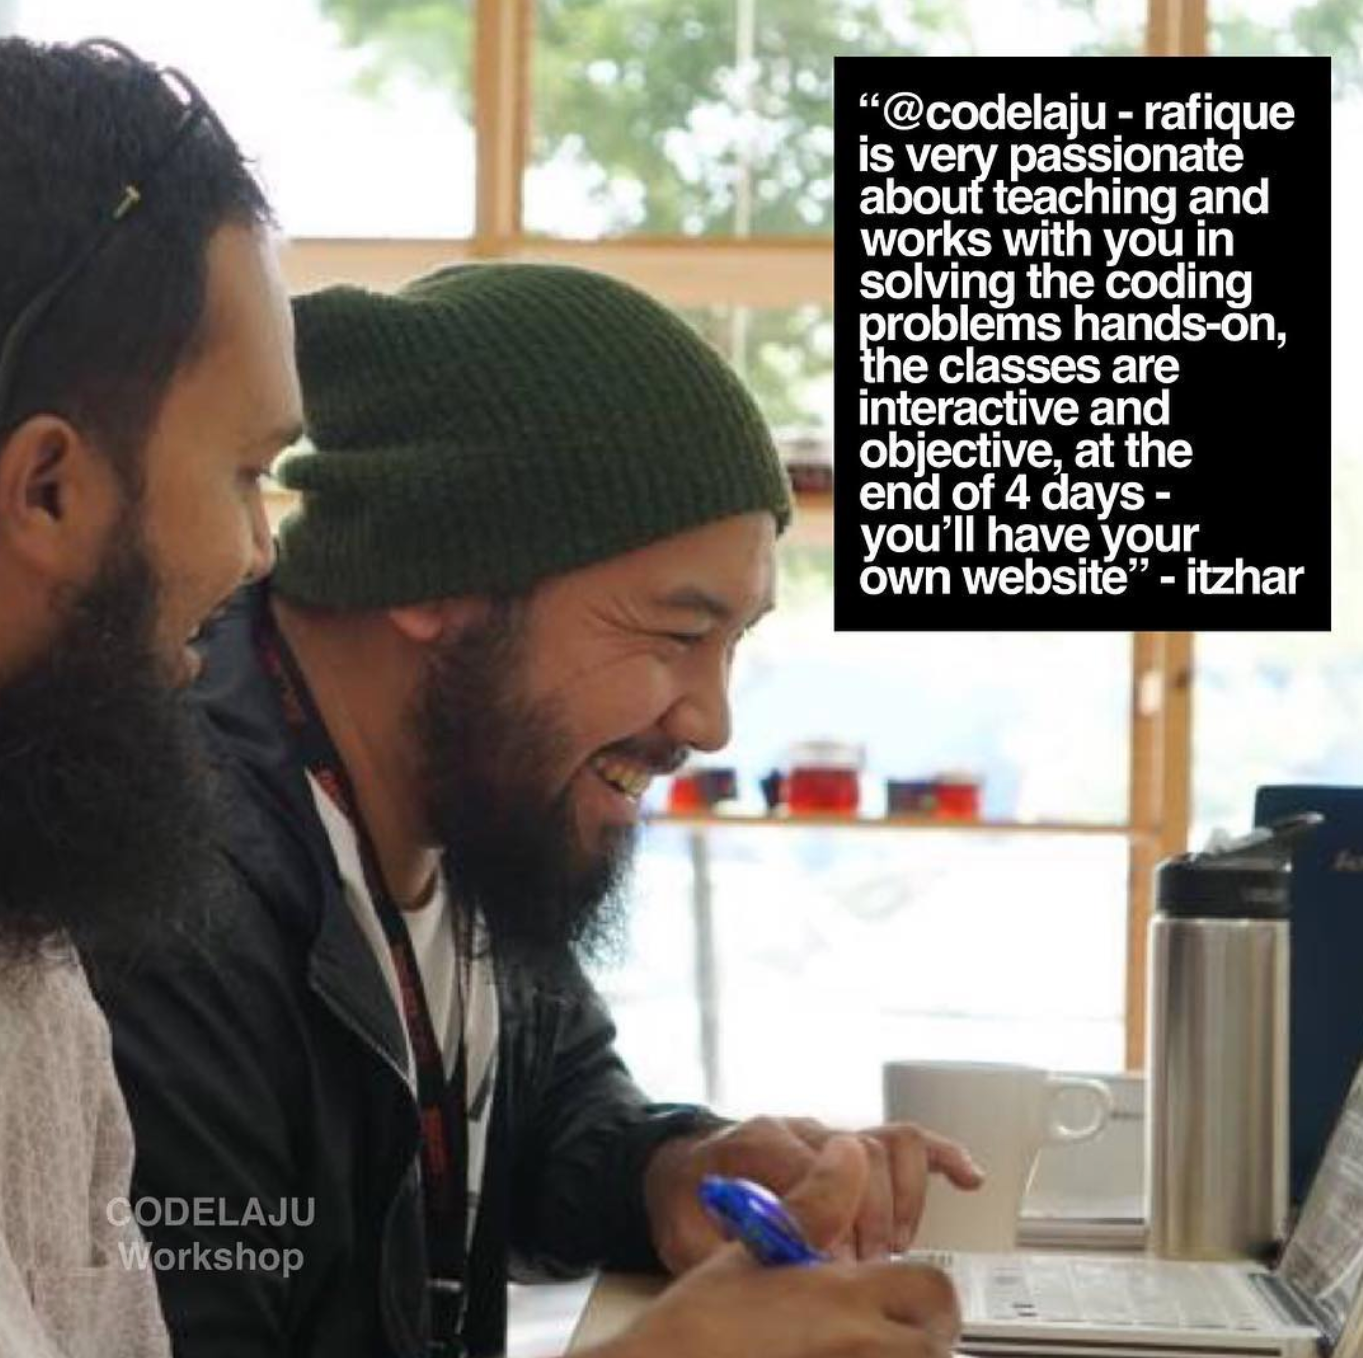 “@codelaju - rafique
is very passionate
about teaching and
works with you in
solving the coding
problems hands-on,
the classes are
interactive and
objective, at the
end of 4 days -
you’ll have your
own website” - itzhar
CODELAJU
Workshop